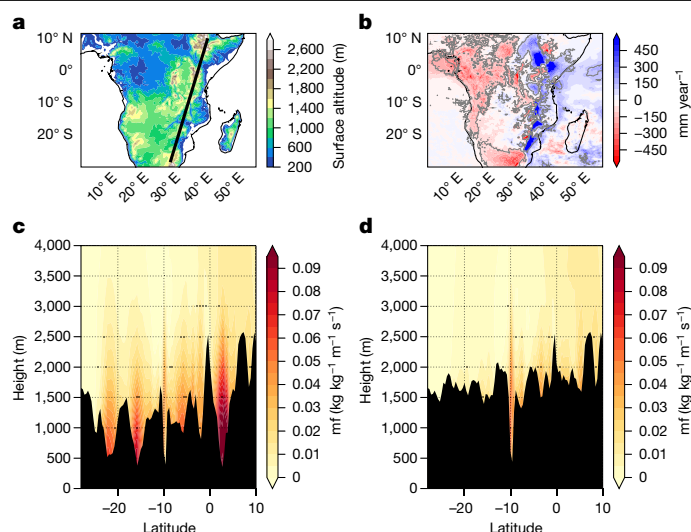 a
10° N
0°
10° S
20° S
10° E
20° E
30° E
40° E
50° E
2,600
2,200
1,800
1,400
1,000
600
200
Surface altitude (m)
b
10° N
0°
10° S
20° S
10° E
20° E
30° E
40° E
50° E
450
300
150
0
−150
−300
−450
mm year⁻¹
c
4,000
3,500
3,000
2,500
2,000
1,500
1,000
500
0
Height (m)
−20
−10
0
10
Latitude
0.09
0.08
0.07
0.06
0.05
0.04
0.03
0.02
0.01
0
mf (kg kg⁻¹ m⁻¹ s⁻¹)
d
4,000
3,500
3,000
2,500
2,000
1,500
1,000
500
0
Height (m)
−20
−10
0
10
Latitude
0.09
0.08
0.07
0.06
0.05
0.04
0.03
0.02
0.01
0
mf (kg kg⁻¹ m⁻¹ s⁻¹)